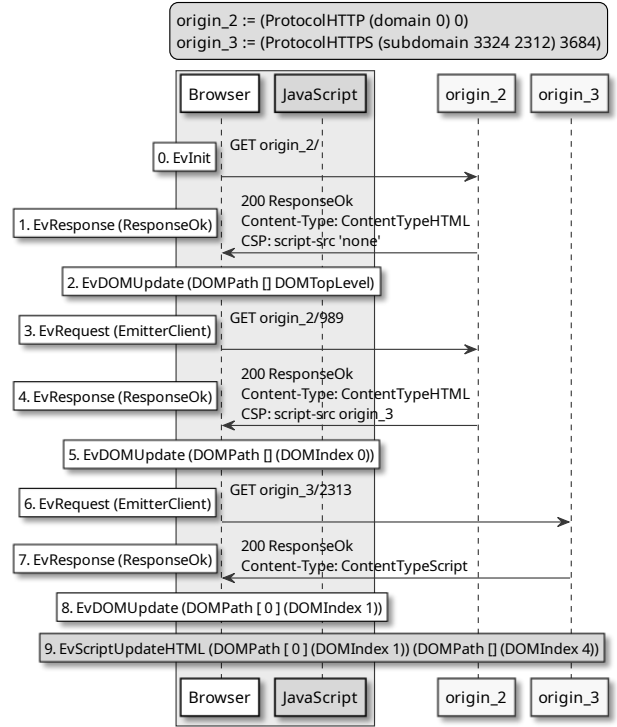 origin_2 := (ProtocolHTTP (domain 0) 0)
origin_3 := (ProtocolHTTPS (subdomain 3324 2312) 3684)
Browser JavaScript origin_2 origin_3
GET origin_2/
0. EvInit
200 ResponseOk
Content-Type: ContentTypeHTML
1. EvResponse (ResponseOk)
CSP: script-src 'none'
2. EvDOMUpdate (DOMPath [] DOMTopLevel)
GET origin_2/989
3. EvRequest (EmitterClient)
200 ResponseOk
Content-Type: ContentTypeHTML
4. EvResponse (ResponseOk)
CSP: script-src origin_3
5. EvDOMUpdate (DOMPath [] (DOMIndex 0))
GET origin_3/2313
6. EvRequest (EmitterClient)
200 ResponseOk
7. EvResponse (ResponseOk)
Content-Type: ContentTypeScript
8. EvDOMUpdate (DOMPath [ 0 ] (DOMIndex 1))
9. EvScriptUpdateHTML (DOMPath [ 0 ] (DOMIndex 1)) (DOMPath [] (DOMIndex 4))
Browser JavaScript origin_2 origin_3